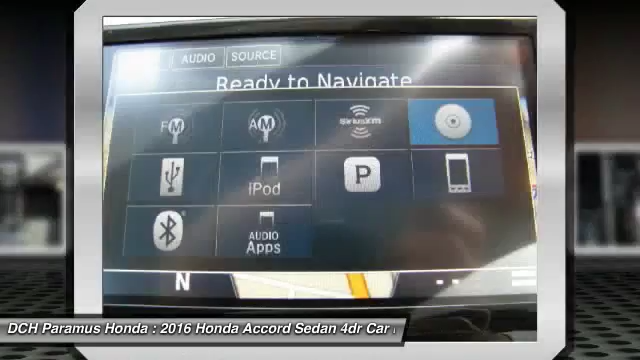 AUDIO SOURCE
Ready to Navigate
FM AM SiriusXM
iPod P
AUDIO
Apps
N
DCH Paramus Honda : 2016 Honda Accord Sedan 4dr Car